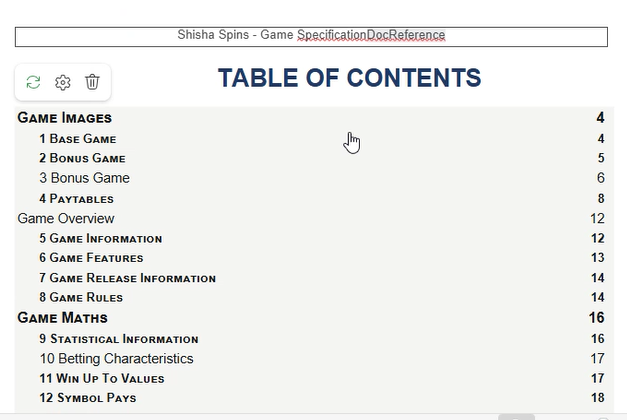 Shisha Spins - Game SpecificationDocReference
TABLE OF CONTENTS
GAME IMAGES 4
1 BASE GAME 4
2 BONUS GAME 5
3 Bonus Game 6
4 PAYTABLES 8
Game Overview 12
5 GAME INFORMATION 12
6 GAME FEATURES 13
7 GAME RELEASE INFORMATION 14
8 GAME RULES 14
GAME MATHS 16
9 STATISTICAL INFORMATION 16
10 Betting Characteristics 17
11 WIN UP TO VALUES 17
12 SYMBOL PAYS 18